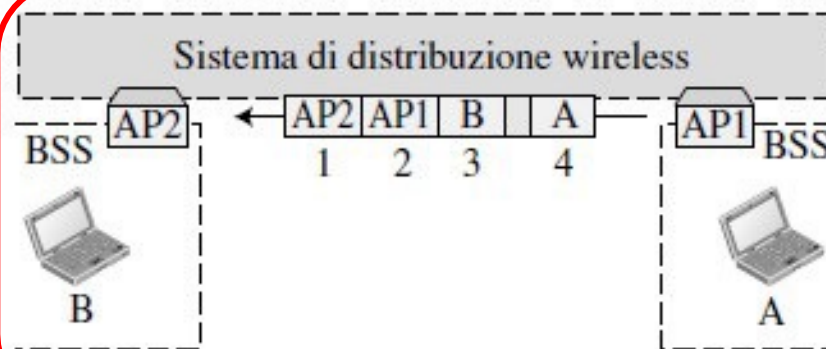 Sistema di distribuzione wireless
AP2 AP2 AP1 B A AP1
BSS 1 2 3 4 BSS
B A